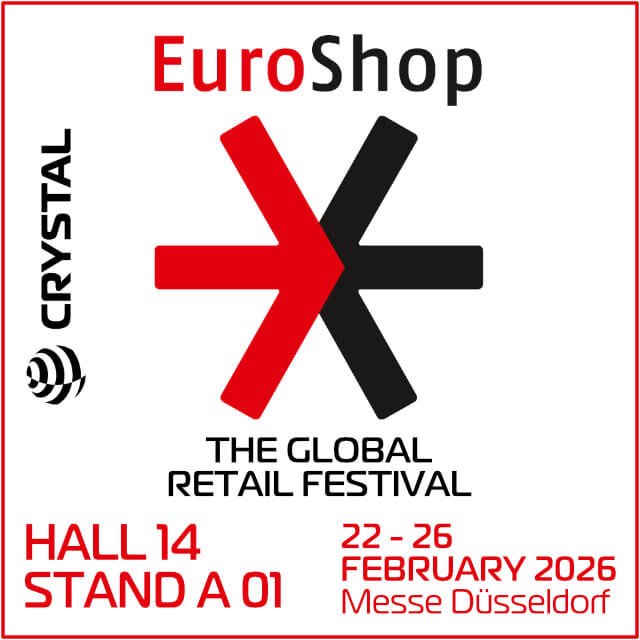 EuroShop
CRYSTAL
THE GLOBAL
RETAIL FESTIVAL
HALL 14
STAND A 01
22 - 26
FEBRUARY 2026
Messe Düsseldorf